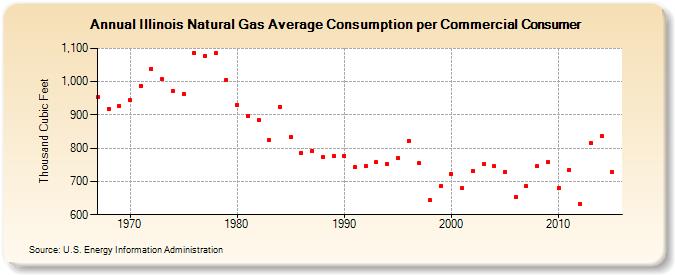 Annual Illinois Natural Gas Average Consumption per Commercial Consumer
Thousand Cubic Feet
1,100
1,000
900
800
700
600
1970 1980 1990 2000 2010
Source: U.S. Energy Information Administration